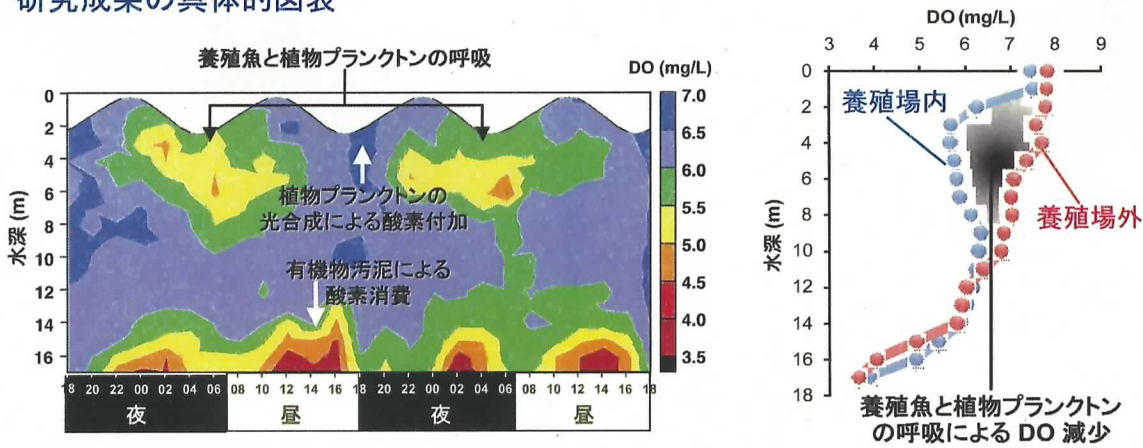 研究成果の具体的図表
養殖魚と植物プランクトンの呼吸
DO (mg/L)
0
2
4
6
8
10
12
14
16
水深 (m)
植物プランクトンの
光合成による酸素付加
有機物汚泥による
酸素消費
7.0
6.5
6.0
5.5
5.0
4.5
4.0
3.5
18 20 22 00 02 04 06 08 10 12 14 16 18 20 22 00 02 04 06 08 10 12 14 16 18
夜 昼 夜 昼
DO (mg/L)
3 4 5 6 7 8 9
0
2
4
6
8
10
12
14
16
18
水深 (m)
養殖場内
養殖場外
養殖魚と植物プランクトン
の呼吸による DO 減少